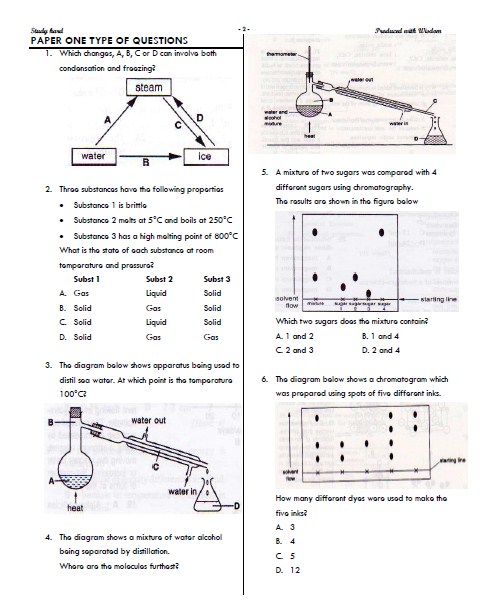 Study hard
- 2 -
Produced with Wisdom
PAPER ONE TYPE OF QUESTIONS
1. Which changes, A, B, C or D can involve both
condensation and freezing?
steam
A
C
D
water
B
ice
2. Three substances have the following properties
• Substance 1 is brittle
• Substance 2 melts at 5°C and boils at 250°C
• Substance 3 has a high melting point of 800°C
What is the state of each substance at room
temperature and pressure?
Subst 1 Subst 2 Subst 3
A. Gas Liquid Solid
B. Solid Gas Solid
C. Solid Liquid Solid
D. Solid Gas Gas
3. The diagram below shows apparatus being used to
distil sea water. At which point is the temperature
100°C?
B
water out
C
A
water in
D
heat
4. The diagram shows a mixture of water alcohol
being separated by distillation.
Where are the molecules furthest?
thermometer
water out
B
C
water and
alcohol
mixture
A
water in
heat
D
5. A mixture of two sugars was compared with 4
different sugars using chromatography.
The results are shown in the figure below
solvent
flow
mixture sugar sugar sugar sugar
1 2 3 4
starting line
Which two sugars does the mixture contain?
A. 1 and 2 B. 1 and 4
C. 2 and 3 D. 2 and 4
6. The diagram below shows a chromatogram which
was prepared using spots of five different inks.
starting line
solvent
flow
How many different dyes were used to make the
five inks?
A. 3
B. 4
C. 5
D. 12